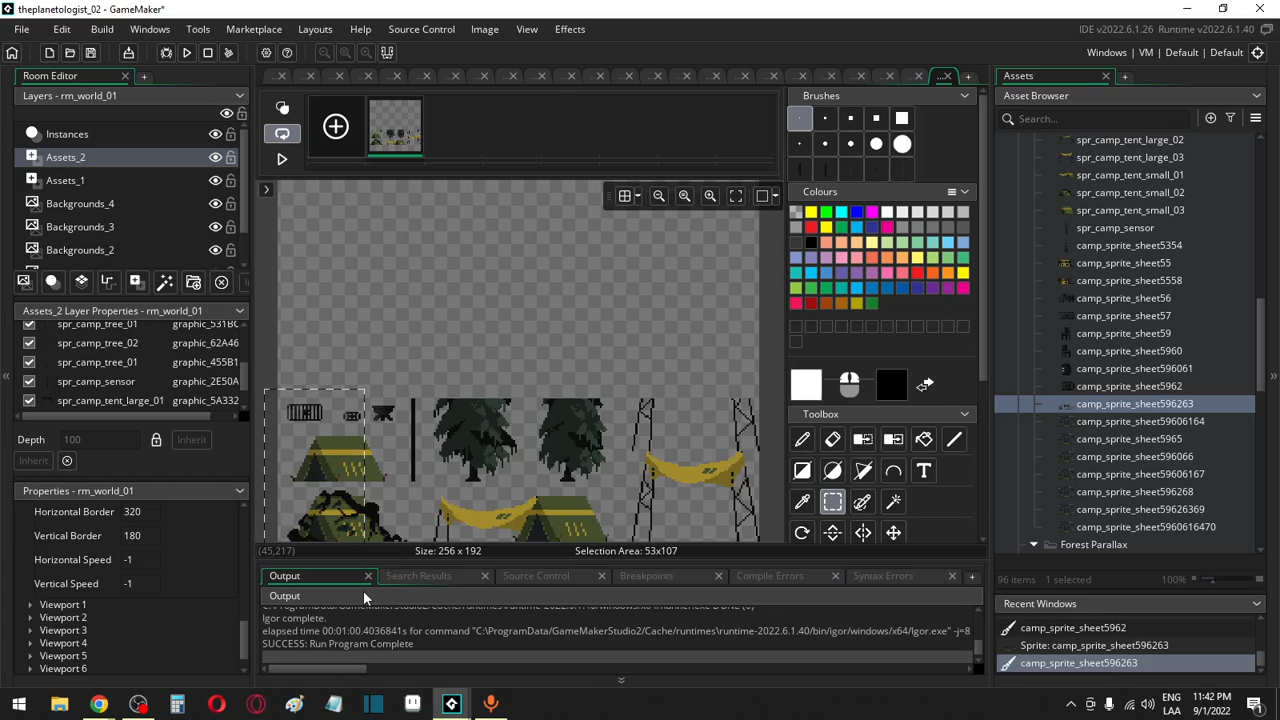 theplanetologist_02 - GameMaker*
File Edit Build Windows Tools Marketplace Layouts Help Source Control Image View Effects
IDE v2022.6.1.26 Runtime v2022.6.1.40
Windows | VM | Default | Default
Room Editor
Layers - rm_world_01
Instances
Assets_2
Assets_1
Backgrounds_4
Backgrounds_3
Backgrounds_2
Assets_2 Layer Properties - rm_world_01
spr_camp_tree_01 graphic_531BC
spr_camp_tree_02 graphic_62A46
spr_camp_tree_01 graphic_455B1
spr_camp_sensor graphic_2E50A
spr_camp_tent_large_01 graphic_5A332
Depth 100 Inherit
Inherit
Properties - rm_world_01
Horizontal Border 320
Vertical Border 180
Horizontal Speed -1
Vertical Speed -1
Viewport 1
Viewport 2
Viewport 3
Viewport 4
Viewport 5
Viewport 6
(45,217) Size: 256 x 192 Selection Area: 53x107
Output Search Results Source Control Breakpoints Compile Errors Syntax Errors
Output
Igor complete.
elapsed time 00:01:00.4036841s for command "C:\ProgramData/GameMakerStudio2/Cache/runtimes\runtime-2022.6.1.40/bin/igor/windows/x64/Igor.exe" -j=8
SUCCESS: Run Program Complete
Brushes
Colours
Toolbox
Assets
Asset Browser
Search...
spr_camp_tent_large_02
spr_camp_tent_large_03
spr_camp_tent_small_01
spr_camp_tent_small_02
spr_camp_tent_small_03
spr_camp_sensor
camp_sprite_sheet5354
camp_sprite_sheet55
camp_sprite_sheet5558
camp_sprite_sheet56
camp_sprite_sheet57
camp_sprite_sheet59
camp_sprite_sheet5960
camp_sprite_sheet596061
camp_sprite_sheet5962
camp_sprite_sheet596263
camp_sprite_sheet59606164
camp_sprite_sheet5965
camp_sprite_sheet596066
camp_sprite_sheet59606167
camp_sprite_sheet596268
camp_sprite_sheet59626369
camp_sprite_sheet5960616470
Forest Parallax
96 items 1 selected 100%
Recent Windows
camp_sprite_sheet5962
Sprite: camp_sprite_sheet596263
camp_sprite_sheet596263
ENG
LAA
11:42 PM
9/1/2022